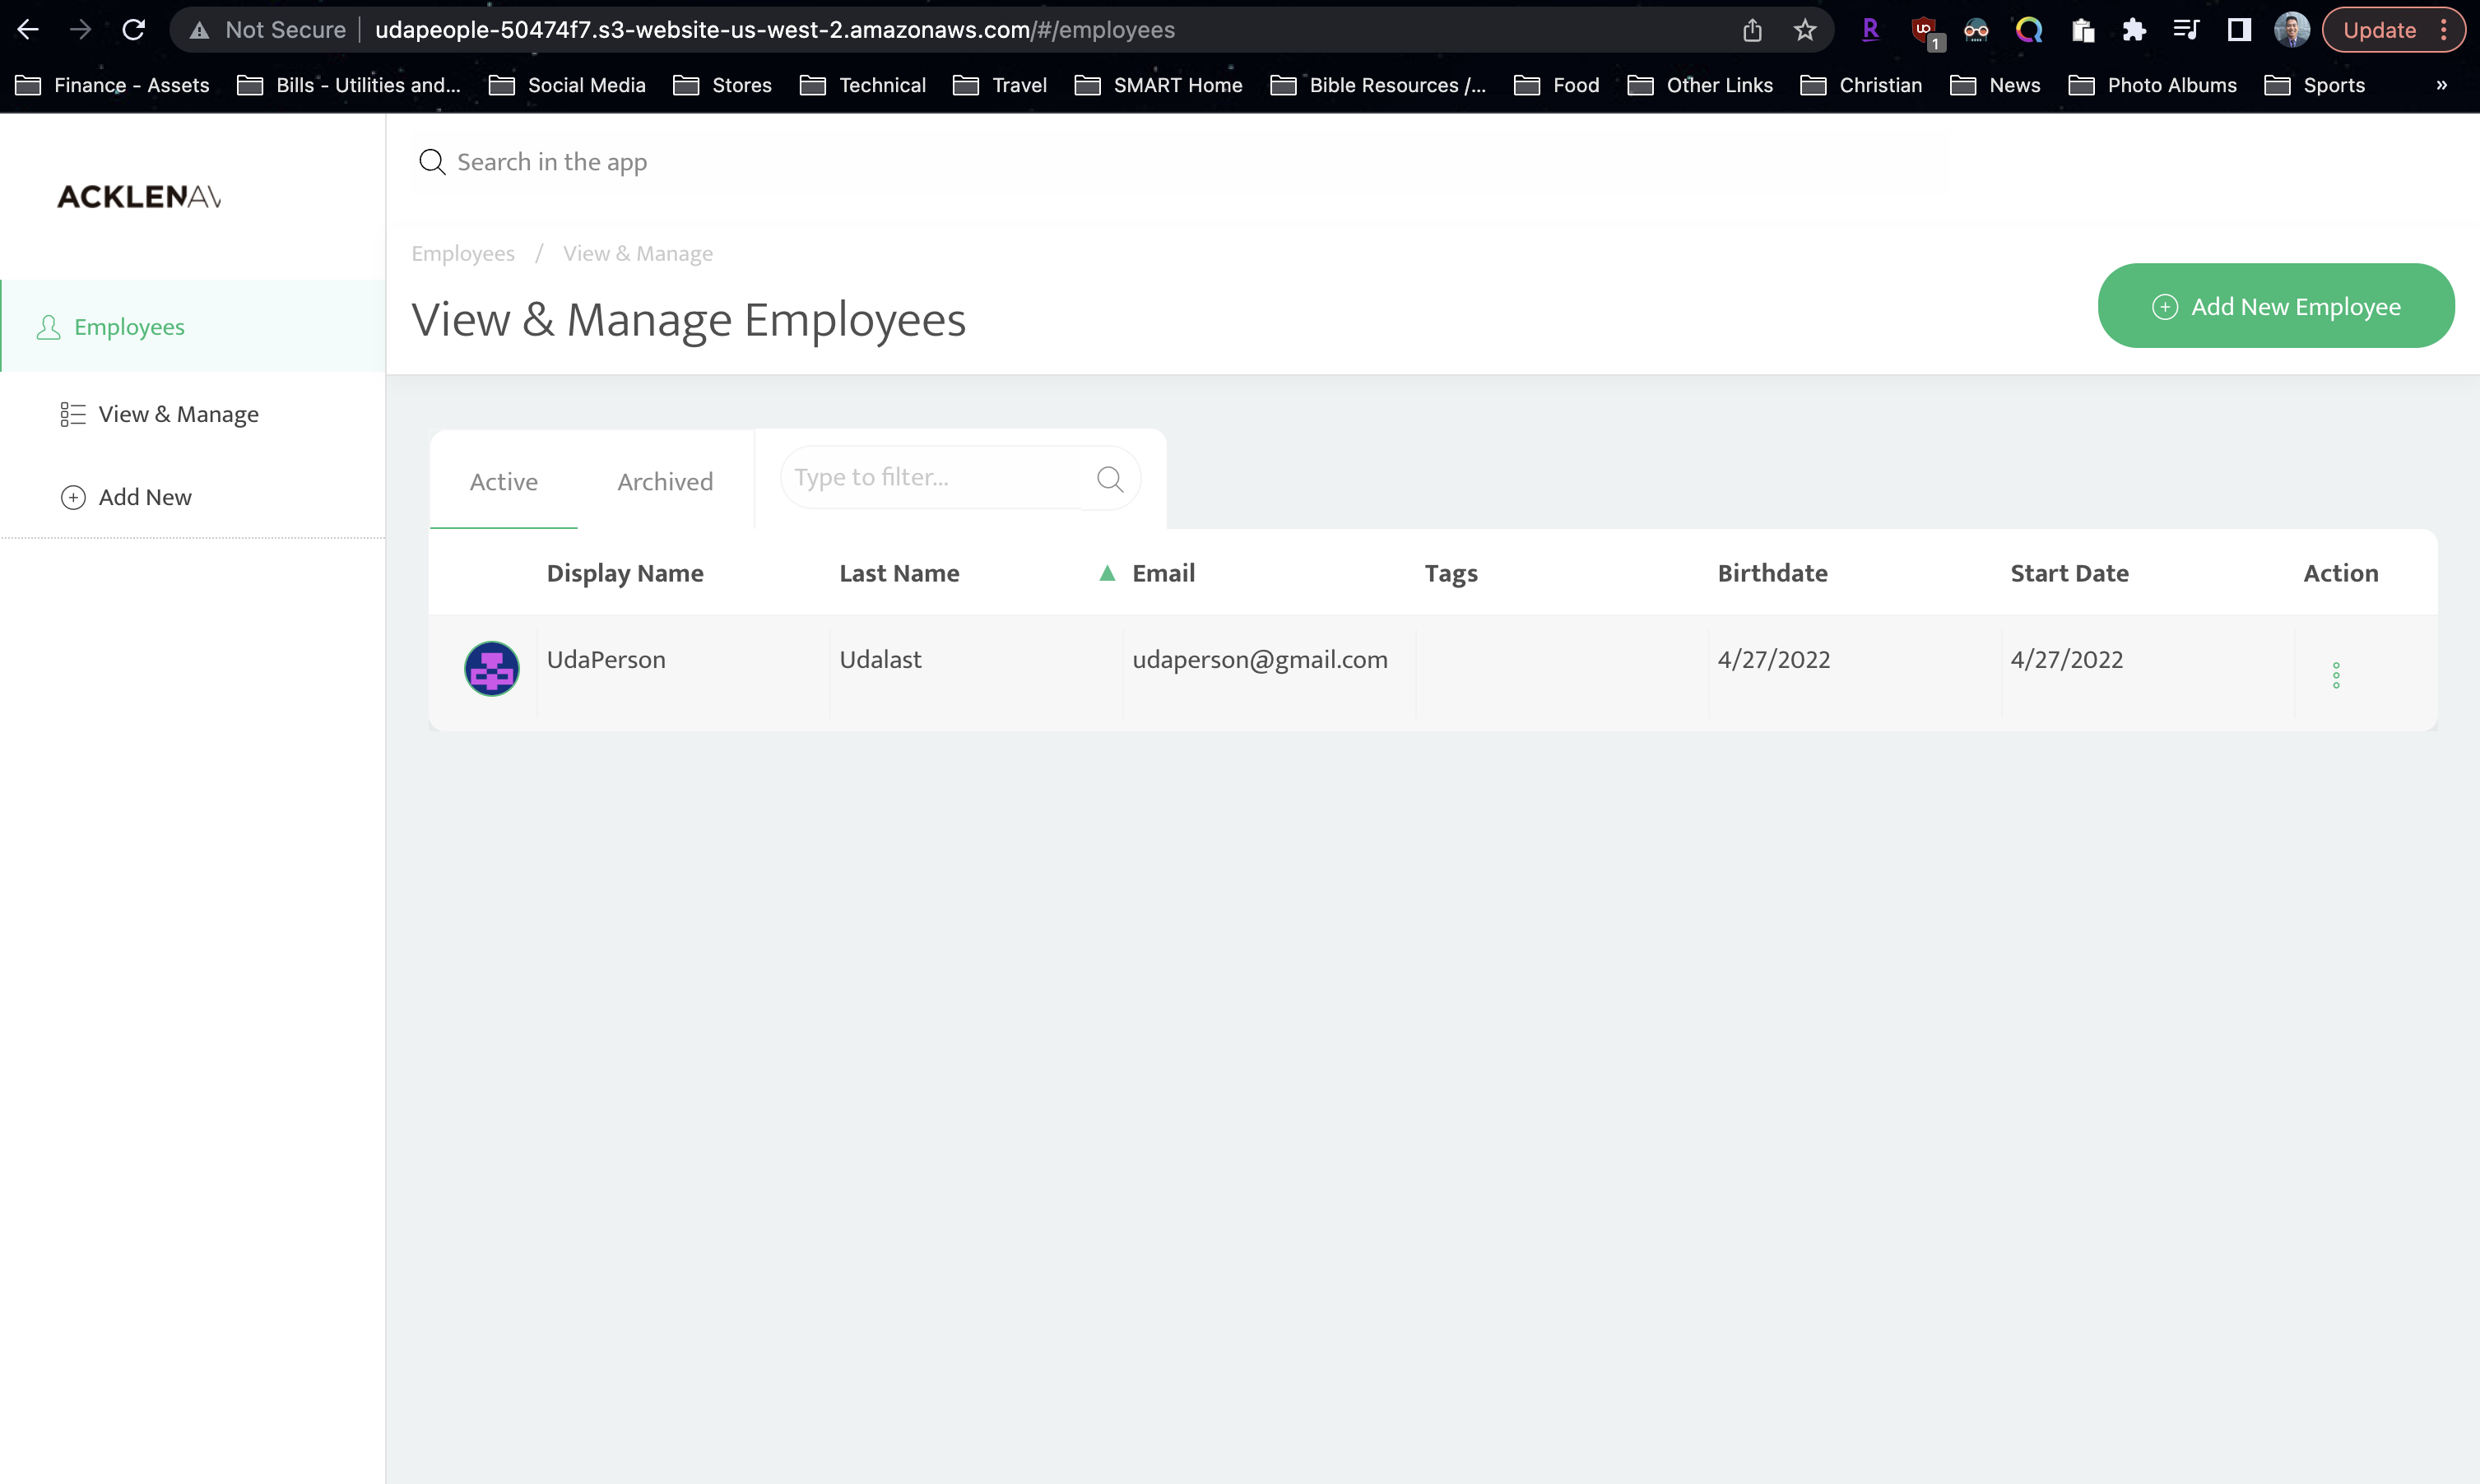 Not Secure udapeople-50474f7.s3-website-us-west-2.amazonaws.com/#/employees
1
Update
Finance - Assets Bills - Utilities and... Social Media Stores Technical Travel SMART Home Bible Resources /... Food Other Links Christian News Photo Albums Sports »
Search in the app
ACKLENAV
Employees / View & Manage
View & Manage Employees
Add New Employee
Employees
View & Manage
Add New
Active Archived Type to filter...
Display Name Last Name Email Tags Birthdate Start Date Action
UdaPerson Udalast udaperson@gmail.com 4/27/2022 4/27/2022